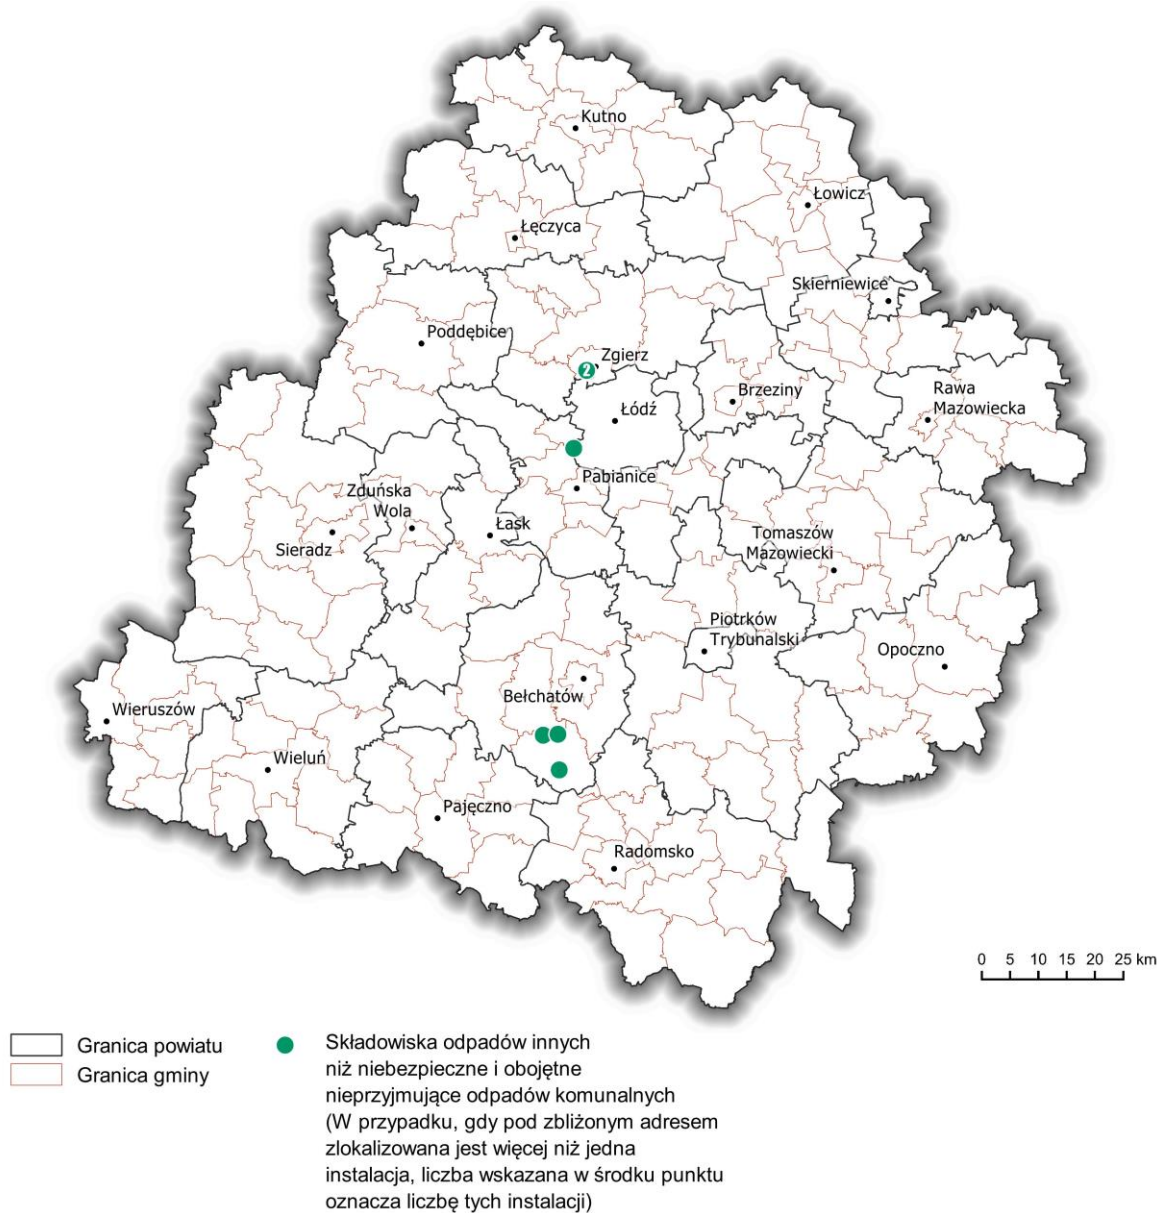 Kutno
Łowicz
Łęczyca
Skierniewice
Poddębice
Zgierz
2
Brzeziny
Rawa
Mazowiecka
Łódź
Pabianice
Zduńska
Wola
Łask
Sieradz
Tomaszów
Mazowiecki
Piotrków
Trybunalski
Opoczno
Bełchatów
Wieruszów
Wieluń
Pajęczno
Radomsko
0 5 10 15 20 25 km
Granica powiatu
Granica gminy
Składowiska odpadów innych
niż niebezpieczne i obojętne
nieprzyjmujące odpadów komunalnych
(W przypadku, gdy pod zbliżonym adresem
zlokalizowana jest więcej niż jedna
instalacja, liczba wskazana w środku punktu
oznacza liczbę tych instalacji)